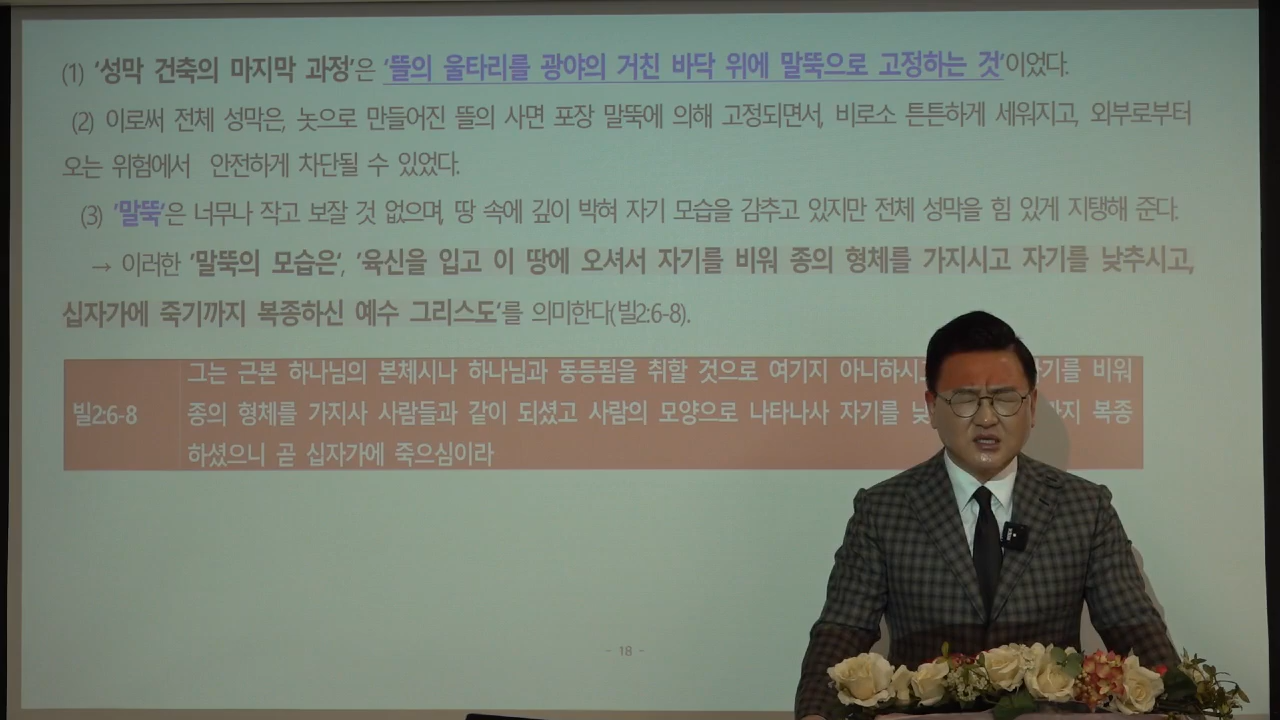 (1) '성막 건축의 마지막 과정'은 '뜰의 울타리를 광야의 거친 바닥 위에 말뚝으로 고정하는 것'이었다.
(2) 이로써 전체 성막은, 놋으로 만들어진 뜰의 사면 포장 말뚝에 의해 고정되면서, 비로소 튼튼하게 세워지고, 외부로부터
오는 위험에서 안전하게 차단될 수 있었다.
(3) '말뚝'은 너무나 작고 보잘 것 없으며, 땅 속에 깊이 박혀 자기 모습을 감추고 있지만 전체 성막을 힘 있게 지탱해 준다.
→ 이러한 '말뚝의 모습은', '육신을 입고 이 땅에 오셔서 자기를 비워 종의 형체를 가지시고 자기를 낮추시고,
십자가에 죽기까지 복종하신 예수 그리스도'를 의미한다(빌2:6-8).
빌2:6-8
그는 근본 하나님의 본체시나 하나님과 동등됨을 취할 것으로 여기지 아니하시고 비워
종의 형체를 가지사 사람들과 같이 되셨고 사람의 모양으로 나타나사 자기를 복종
하셨으니 곧 십자가에 죽으심이라
- 18 -